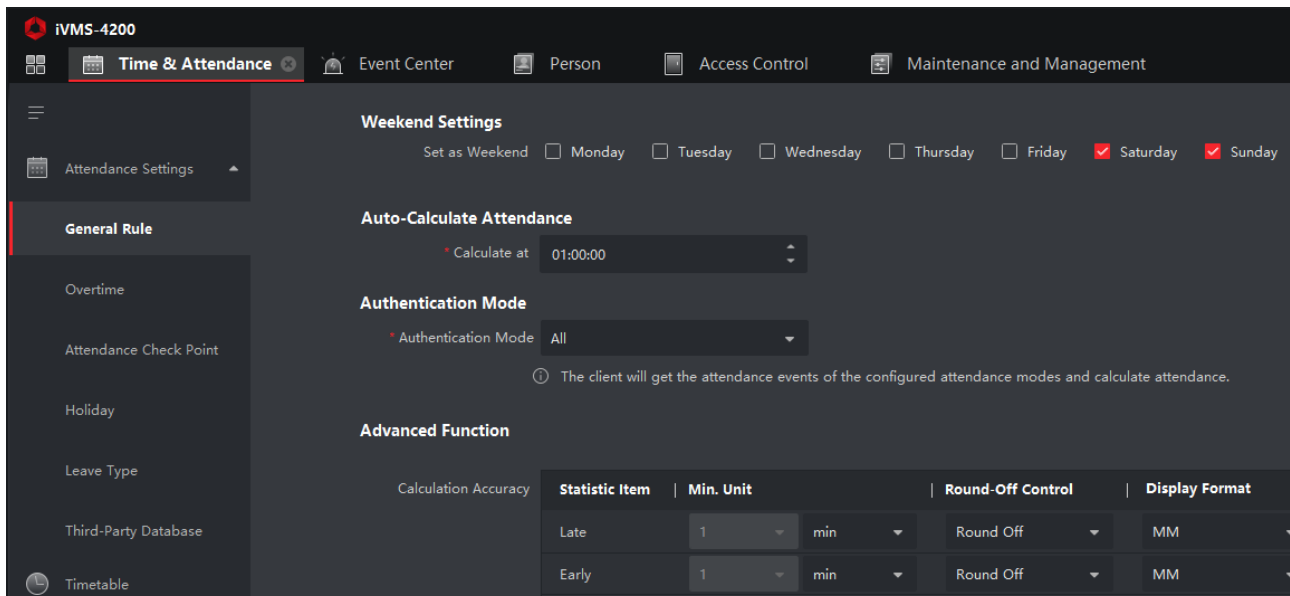 iVMS-4200
Time & Attendance Event Center Person Access Control Maintenance and Management
Weekend Settings
Set as Weekend Monday Tuesday Wednesday Thursday Friday Saturday Sunday
Attendance Settings
Auto-Calculate Attendance
General Rule
* Calculate at 01:00:00
Overtime
Authentication Mode
* Authentication Mode All
Attendance Check Point
The client will get the attendance events of the configured attendance modes and calculate attendance.
Holiday
Advanced Function
Leave Type
Calculation Accuracy Statistic Item | Min. Unit | Round-Off Control | Display Format
Third-Party Database
Late 1 min Round Off MM
Timetable
Early 1 min Round Off MM